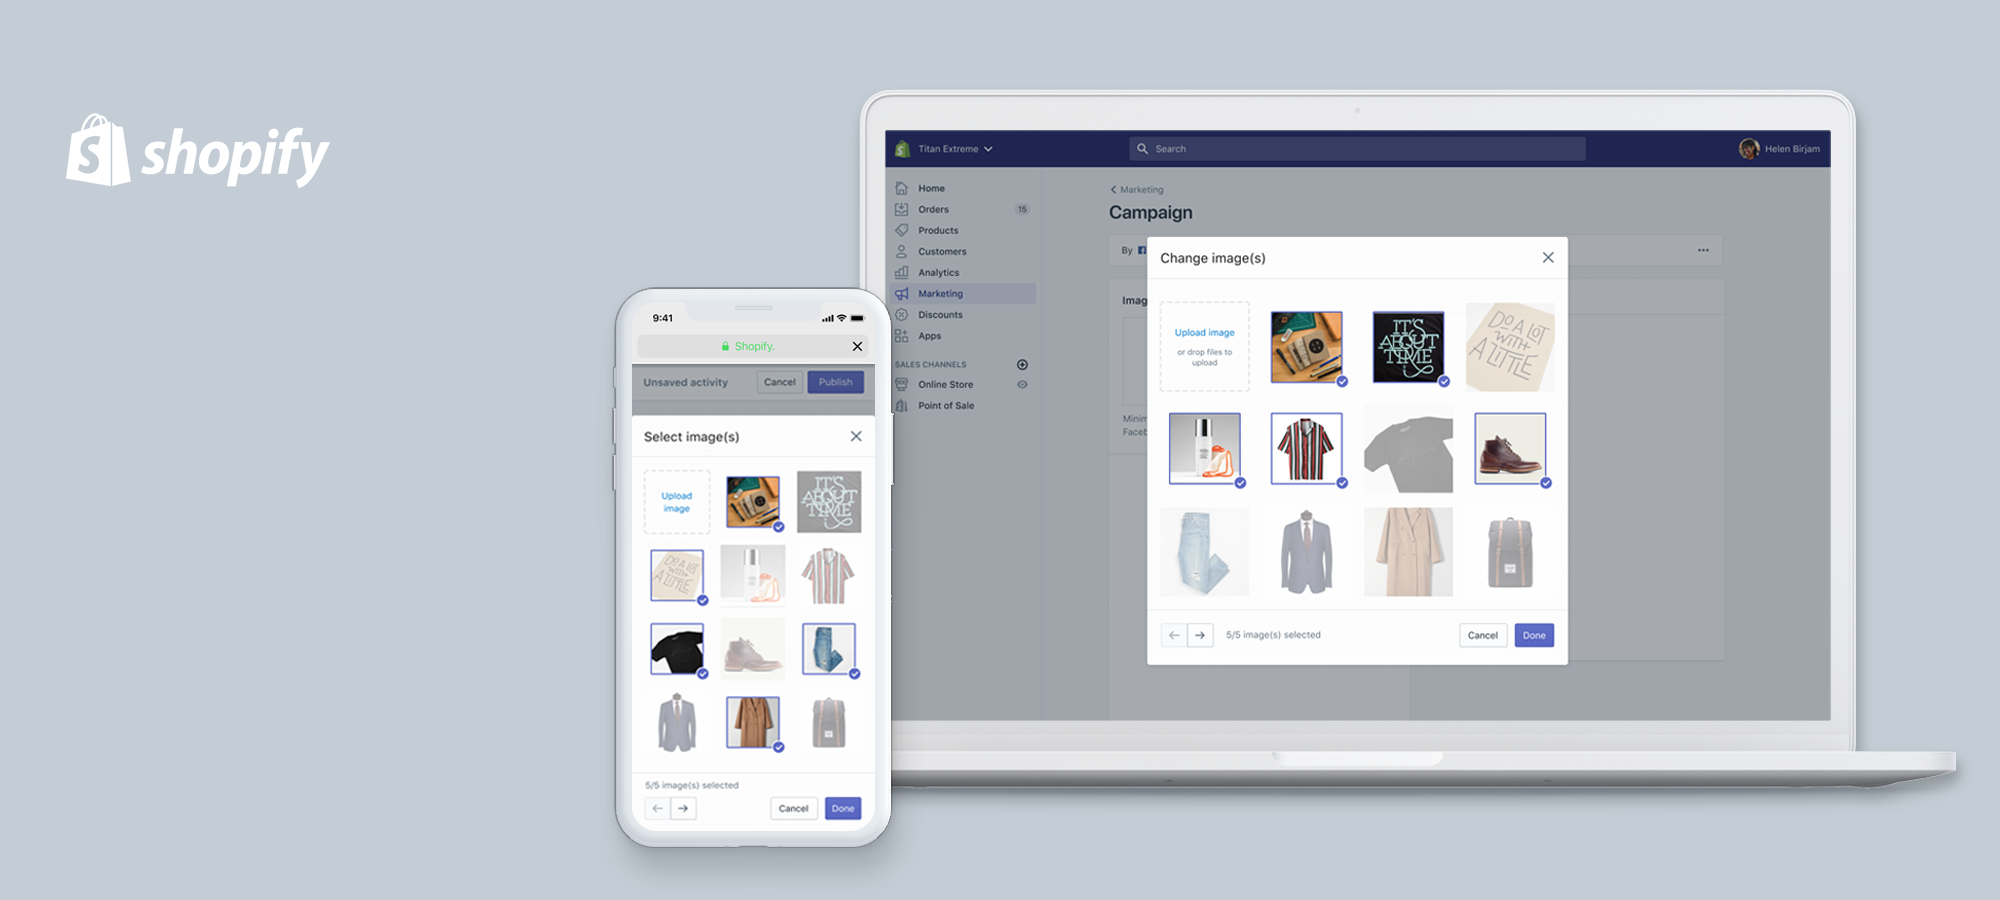 shopify
9:41
Shopify.
Unsaved activity
Cancel
Publish
Select image(s)
Upload
image
IT'S
ABOUT
TIME
DO A LOT
WITH
A LITTLE
5/5 image(s) selected
Cancel
Done
Titan Extreme
Search
Helen Birjam
Home
Orders
15
Products
Customers
Analytics
Marketing
Discounts
Apps
SALES CHANNELS
Online Store
Point of Sale
Marketing
Campaign
By
Imag
Minim
Faceb
Change image(s)
Upload image
or drop files to
upload
IT'S
ABOUT
TIME
DO A LOT
WITH
A LITTLE
5/5 image(s) selected
Cancel
Done